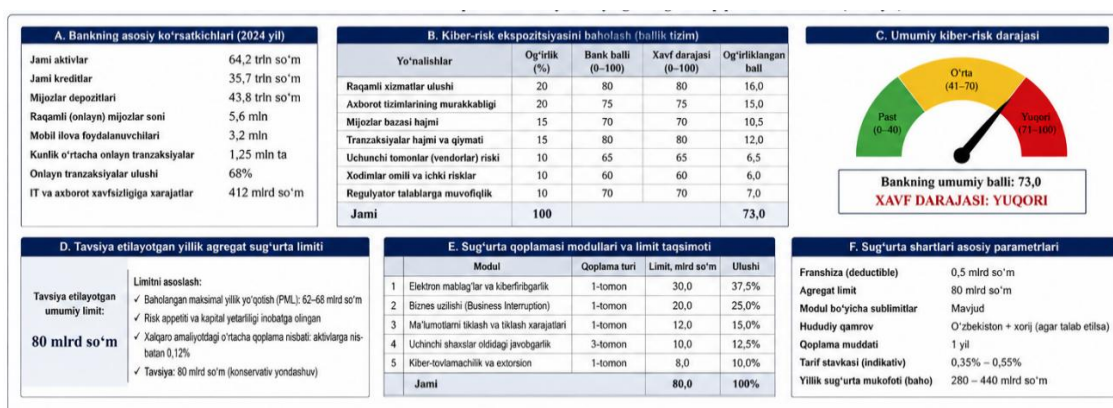 A. Bankning asosiy ko‘rsatkichlari (2024 yil)
Jami aktivlar 64,2 trln so‘m
Jami kreditlar 35,7 trln so‘m
Mijozlar depozitlari 43,8 trln so‘m
Raqamli (onlayn) mijozlar soni 5,6 mln
Mobil ilova foydalanuvchilari 3,2 mln
Kunlik o‘rtacha onlayn tranzaksiyalar 1,25 mln ta
Onlayn tranzaksiyalar ulushi 68%
IT va axborot xavfsizligiga xarajatlar 412 mlrd so‘m
B. Kiber-risk ekspozitsiyasini baholash (ballik tizim)
Yo‘nalishlar Og‘irlik (%) Bank balli (0–100) Xavf darajasi (0–100) Og‘irliklangan ball
Raqamli xizmatlar ulushi 20 80 80 16,0
Axborot tizimlarining murakkabligi 20 75 75 15,0
Mijozlar bazasi hajmi 15 70 70 10,5
Tranzaksiyalar hajmi va qiymati 15 80 80 12,0
Uchunchi tomonlar (vendorlar) riski 10 65 65 6,5
Xodimlar omili va ichki risklar 10 60 60 6,0
Regulyator talablarga muvofiqlik 10 70 70 7,0
Jami 100 73,0
C. Umumiy kiber-risk darajasi
Past
(0–40)
O‘rta
(41–70)
Yuqori
(71–100)
Bankning umumiy balli: 73,0
XAVF DARAJASI: YUQORI
D. Tavsiya etilayotgan yillik agregat sug‘urta limiti
Tavsiya etilayotgan
umumiy limit:
80 mlrd so‘m
Limitni asoslash:
✓ Baholangan maksimal yillik yo‘qotish (PML): 62–68 mlrd so‘m
✓ Risk appetiti va kapital yetarliligi inobatga olingan
✓ Xalqaro amaliyotdagi o‘rtacha qoplama nisbati: aktivlarga nis-
batan 0,12%
✓ Tavsiya: 80 mlrd so‘m (konservativ yondashuv)
E. Sug‘urta qoplamasi modullari va limit taqsimoti
Modul Qoplama turi Limit, mlrd so‘m Ulushi
1 Elektron mablag‘lar va kiberfiribgarlik 1-tomon 30,0 37,5%
2 Biznes uzilishi (Business Interruption) 1-tomon 20,0 25,0%
3 Ma’lumotlarni tiklash va tiklash xarajatlari 1-tomon 12,0 15,0%
4 Uchinchi shaxslar oldidagi javobgarlik 3-tomon 10,0 12,5%
5 Kiber-tovlamachilik va extorsion 1-tomon 8,0 10,0%
Jami 80,0 100%
F. Sug‘urta shartlari asosiy parametrlari
Franshiza (deductible) 0,5 mlrd so‘m
Agregat limit 80 mlrd so‘m
Modul bo‘yicha sublimitlar Mavjud
Hududiy qamrov O‘zbekiston + xorij (agar talab etilsa)
Qoplama muddati 1 yil
Tarif stavkasi (indikativ) 0,35% – 0,55%
Yillik sug‘urta mukofoti (baho) 280 – 440 mlrd so‘m